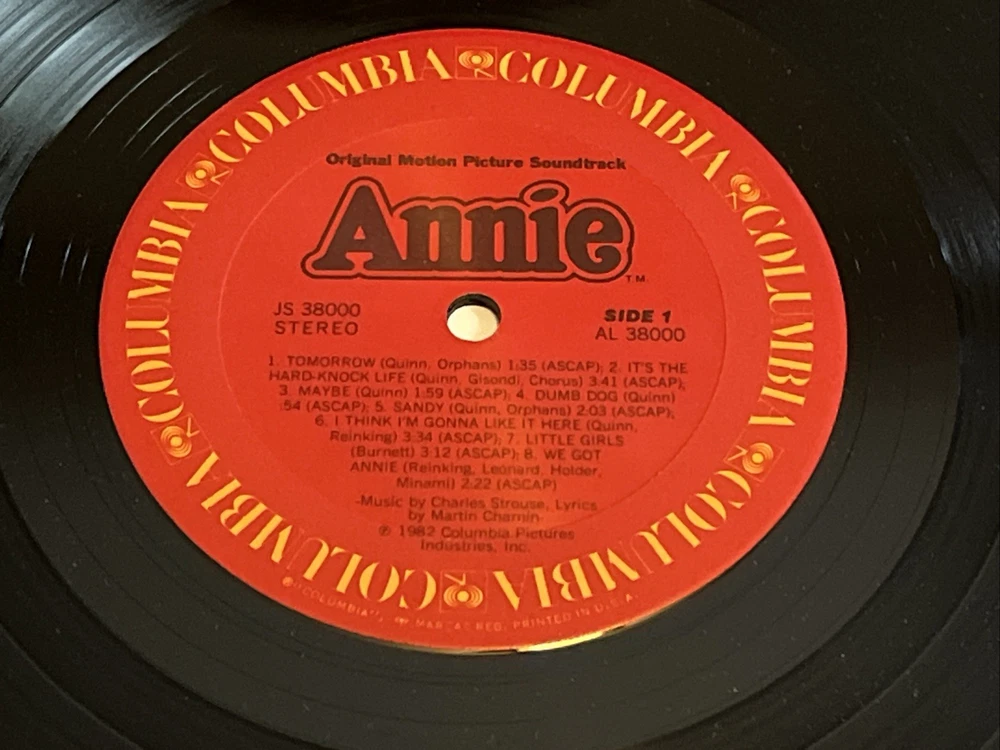 COLUMBIA COLUMBIA COLUMBIA COLUMBIA COLUMBIA COLUMBIA COLUMBIA COLUMBIA
Original Motion Picture Soundtrack
Annie
T.M.
JS 38000
STEREO
SIDE 1
AL 38000
1. TOMORROW (Quinn, Orphans) 1:35 (ASCAP); 2. IT'S THE
HARD-KNOCK LIFE (Quinn, Gisondi, Chorus) 3:41 (ASCAP);
3. MAYBE (Quinn) 1:59 (ASCAP); 4. DUMB DOG (Quinn)
:54 (ASCAP); 5. SANDY (Quinn, Orphans) 2:03 (ASCAP);
6. I THINK I'M GONNA LIKE IT HERE (Quinn,
Reinking) 3:34 (ASCAP); 7. LITTLE GIRLS
(Burnett) 3:12 (ASCAP); 8. WE GOT
ANNIE (Reinking, Leonard, Holder,
Minami) 2:22 (ASCAP)
-Music by Charles Strouse, Lyrics
by Martin Charnin-
℗ 1982 Columbia Pictures
Industries, Inc.
"COLUMBIA", MARCAS REG. PRINTED IN U.S.A.